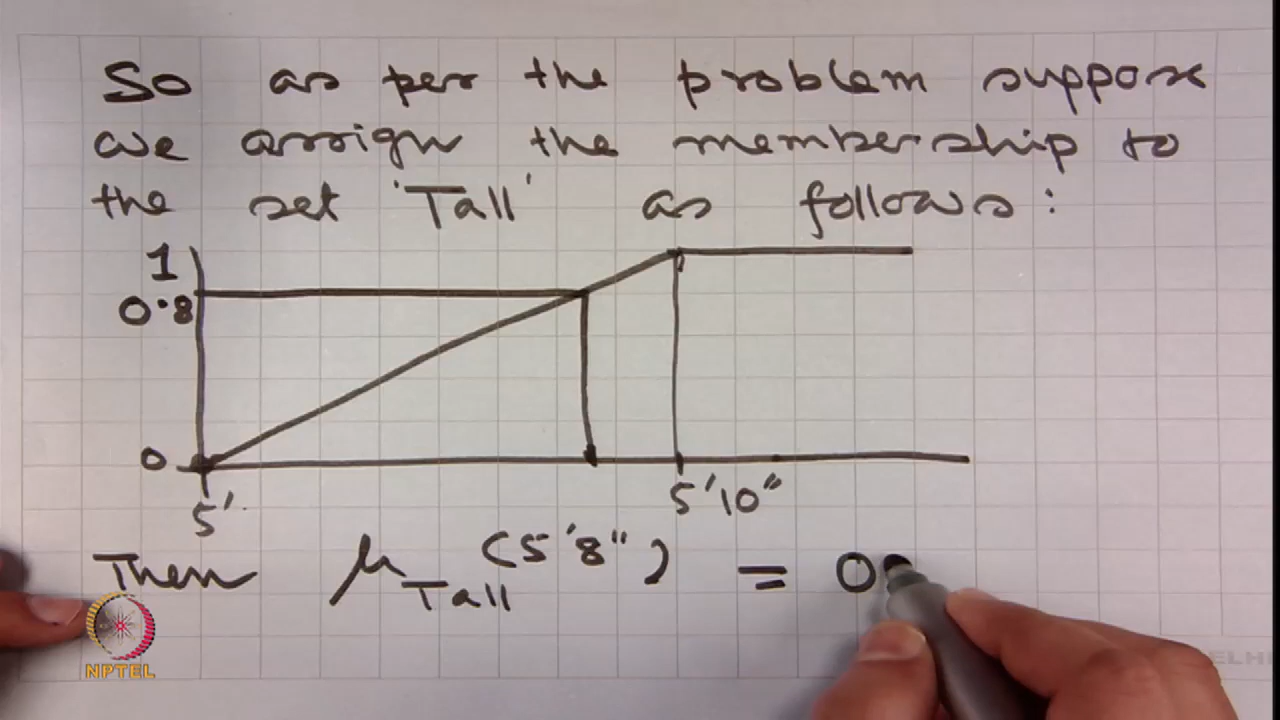 So as per the problem suppose
we assign the membership to
the set 'Tall' as follows:
1
0.8
0
5'
5'10"
Then μ Tall (5'8") = 0
NPTEL